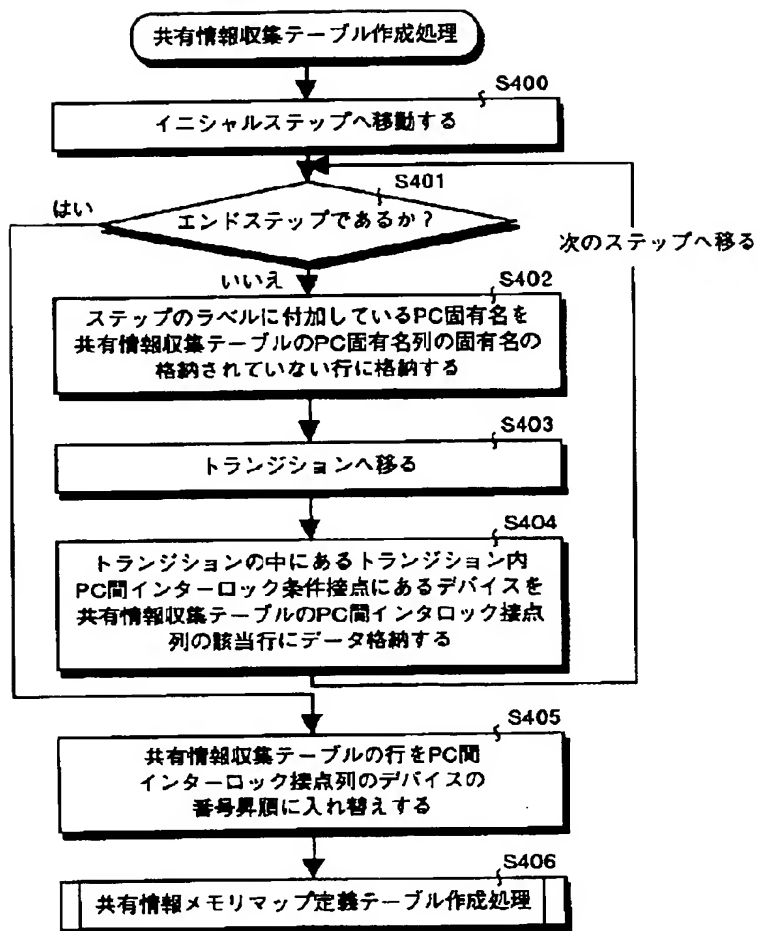 共有情報収集テーブル作成処理
S400
イニシャルステップへ移動する
S401
はい
エンドステップであるか?
次のステップへ移る
いいえ
S402
ステップのラベルに付加しているPC固有名を
共有情報収集テーブルのPC固有名列の固有名の
格納されていない行に格納する
S403
トランジションへ移る
S404
トランジションの中にあるトランジション内
PC間インターロック条件接点にあるデバイスを
共有情報収集テーブルのPC間インタロック接点
列の該当行にデータ格納する
S405
共有情報収集テーブルの行をPC間
インターロック接点列のデバイスの
番号昇順に入れ替えする
S406
共有情報メモリマップ定義テーブル作成処理